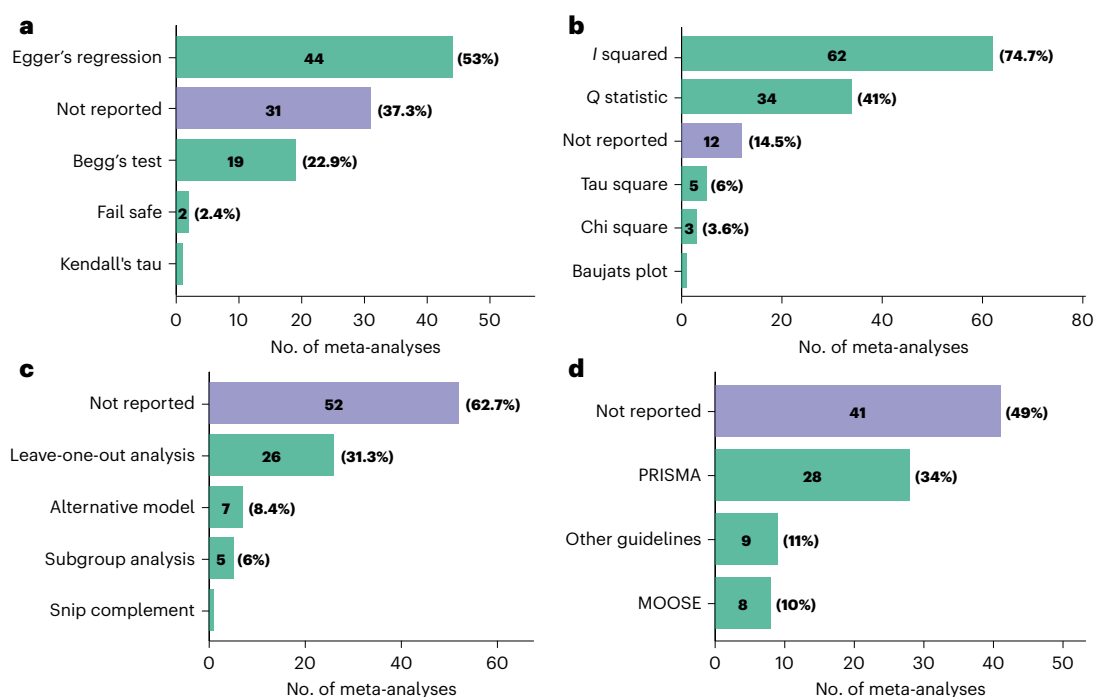 a
Egger's regression 44 (53%)
Not reported 31 (37.3%)
Begg's test 19 (22.9%)
Fail safe 2 (2.4%)
Kendall's tau
0 10 20 30 40 50
No. of meta-analyses
b
I squared 62 (74.7%)
Q statistic 34 (41%)
Not reported 12 (14.5%)
Tau square 5 (6%)
Chi square 3 (3.6%)
Baujats plot
0 20 40 60 80
No. of meta-analyses
c
Not reported 52 (62.7%)
Leave-one-out analysis 26 (31.3%)
Alternative model 7 (8.4%)
Subgroup analysis 5 (6%)
Snip complement
0 20 40 60
No. of meta-analyses
d
Not reported 41 (49%)
PRISMA 28 (34%)
Other guidelines 9 (11%)
MOOSE 8 (10%)
0 10 20 30 40 50
No. of meta-analyses